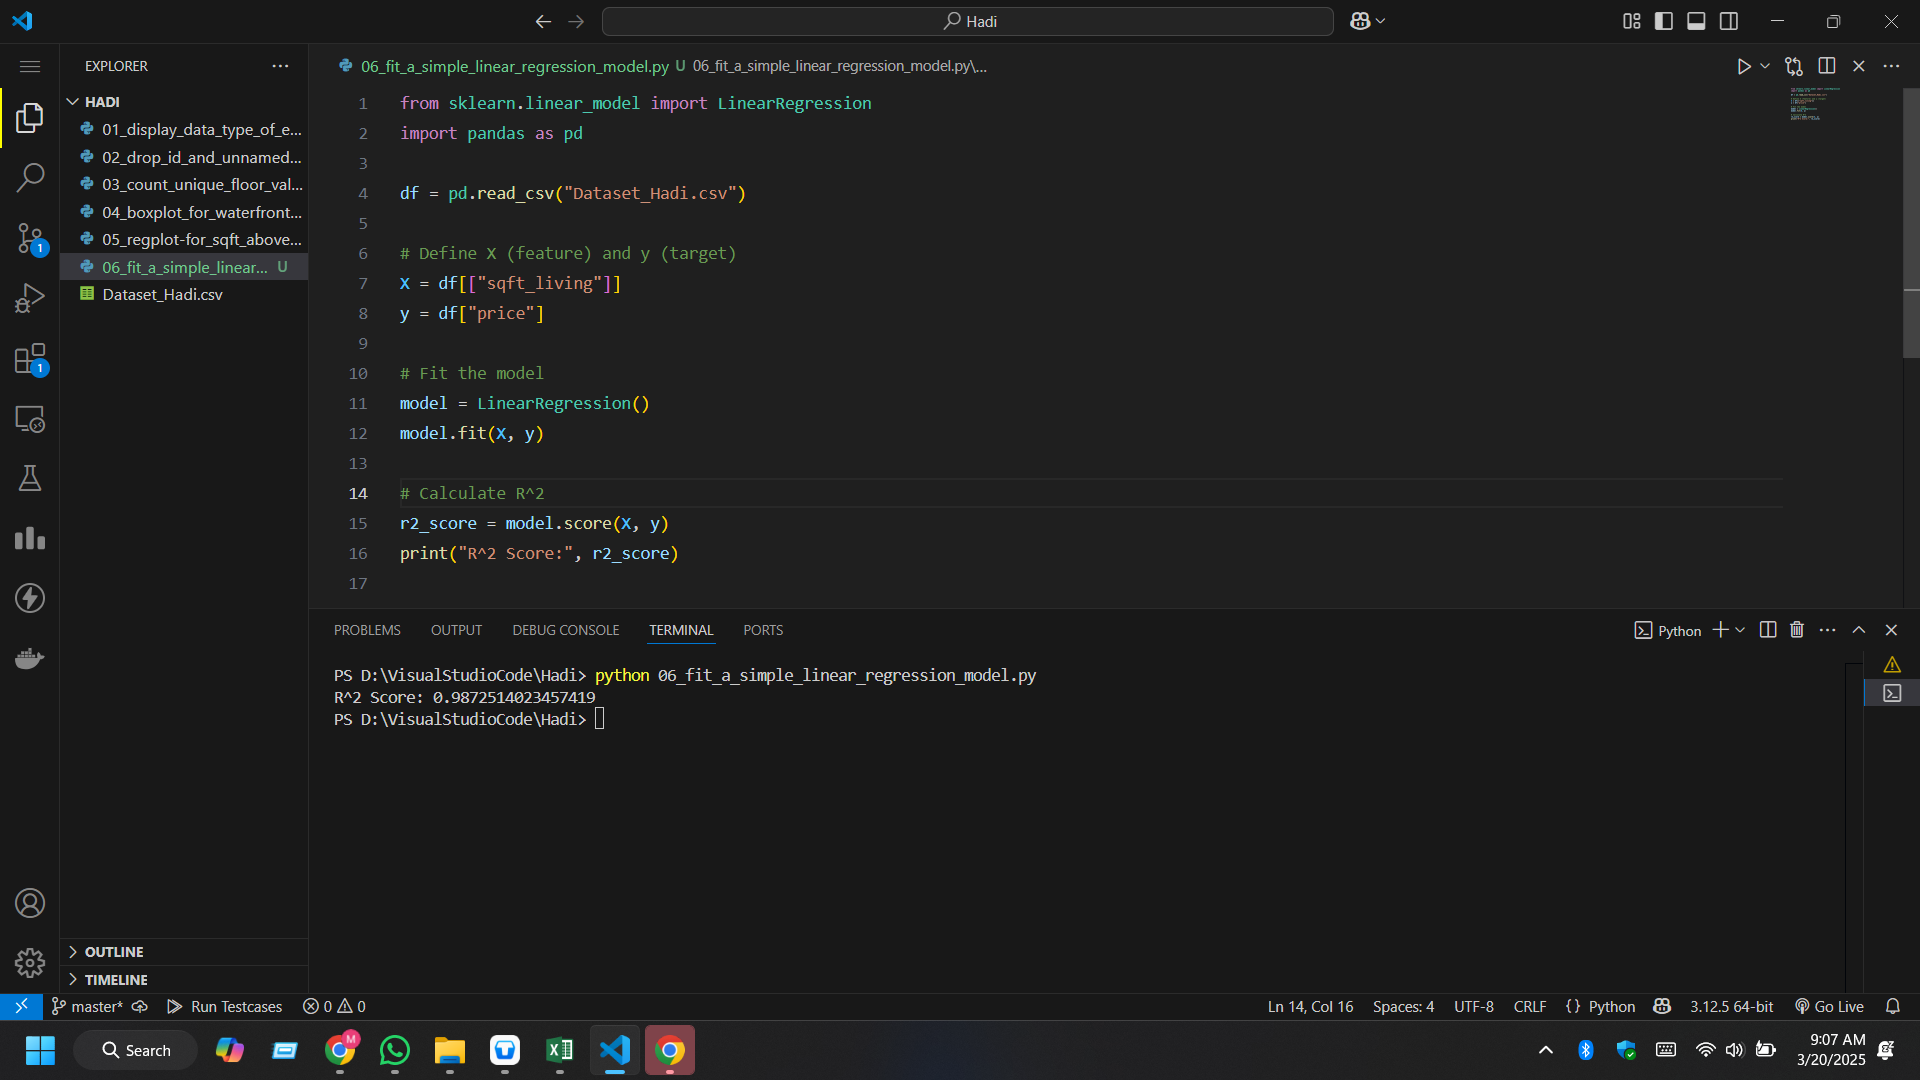 Hadi
EXPLORER
HADI
01_display_data_type_of_e...
02_drop_id_and_unnamed...
03_count_unique_floor_val...
04_boxplot_for_waterfront...
05_regplot-for_sqft_above...
06_fit_a_simple_linear... U
Dataset_Hadi.csv
OUTLINE
TIMELINE
06_fit_a_simple_linear_regression_model.py U 06_fit_a_simple_linear_regression_model.py\...
1 from sklearn.linear_model import LinearRegression
2 import pandas as pd
3
4 df = pd.read_csv("Dataset_Hadi.csv")
5
6 # Define X (feature) and y (target)
7 X = df[["sqft_living"]]
8 y = df["price"]
9
10 # Fit the model
11 model = LinearRegression()
12 model.fit(X, y)
13
14 # Calculate R^2
15 r2_score = model.score(X, y)
16 print("R^2 Score:", r2_score)
17
PROBLEMS OUTPUT DEBUG CONSOLE TERMINAL PORTS
Python
PS D:\VisualStudioCode\Hadi> python 06_fit_a_simple_linear_regression_model.py
R^2 Score: 0.9872514023457419
PS D:\VisualStudioCode\Hadi>
1
1
master* Run Testcases 0 0 Ln 14, Col 16 Spaces: 4 UTF-8 CRLF {} Python 3.12.5 64-bit Go Live
Search
M
9:07 AM
3/20/2025